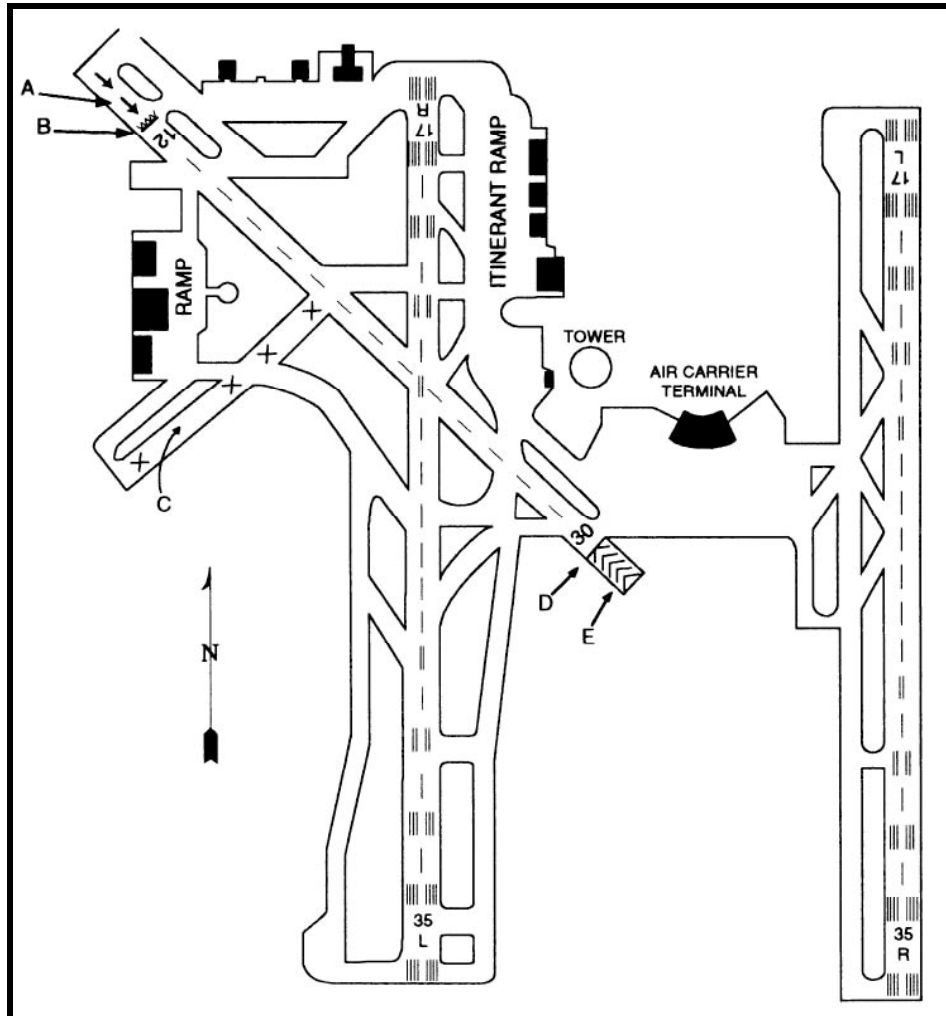 A
B
12
17
R
ITINERANT RAMP
17
L
RAMP
TOWER
AIR CARRIER
TERMINAL
C
30
D
E
N
35
L
35
R